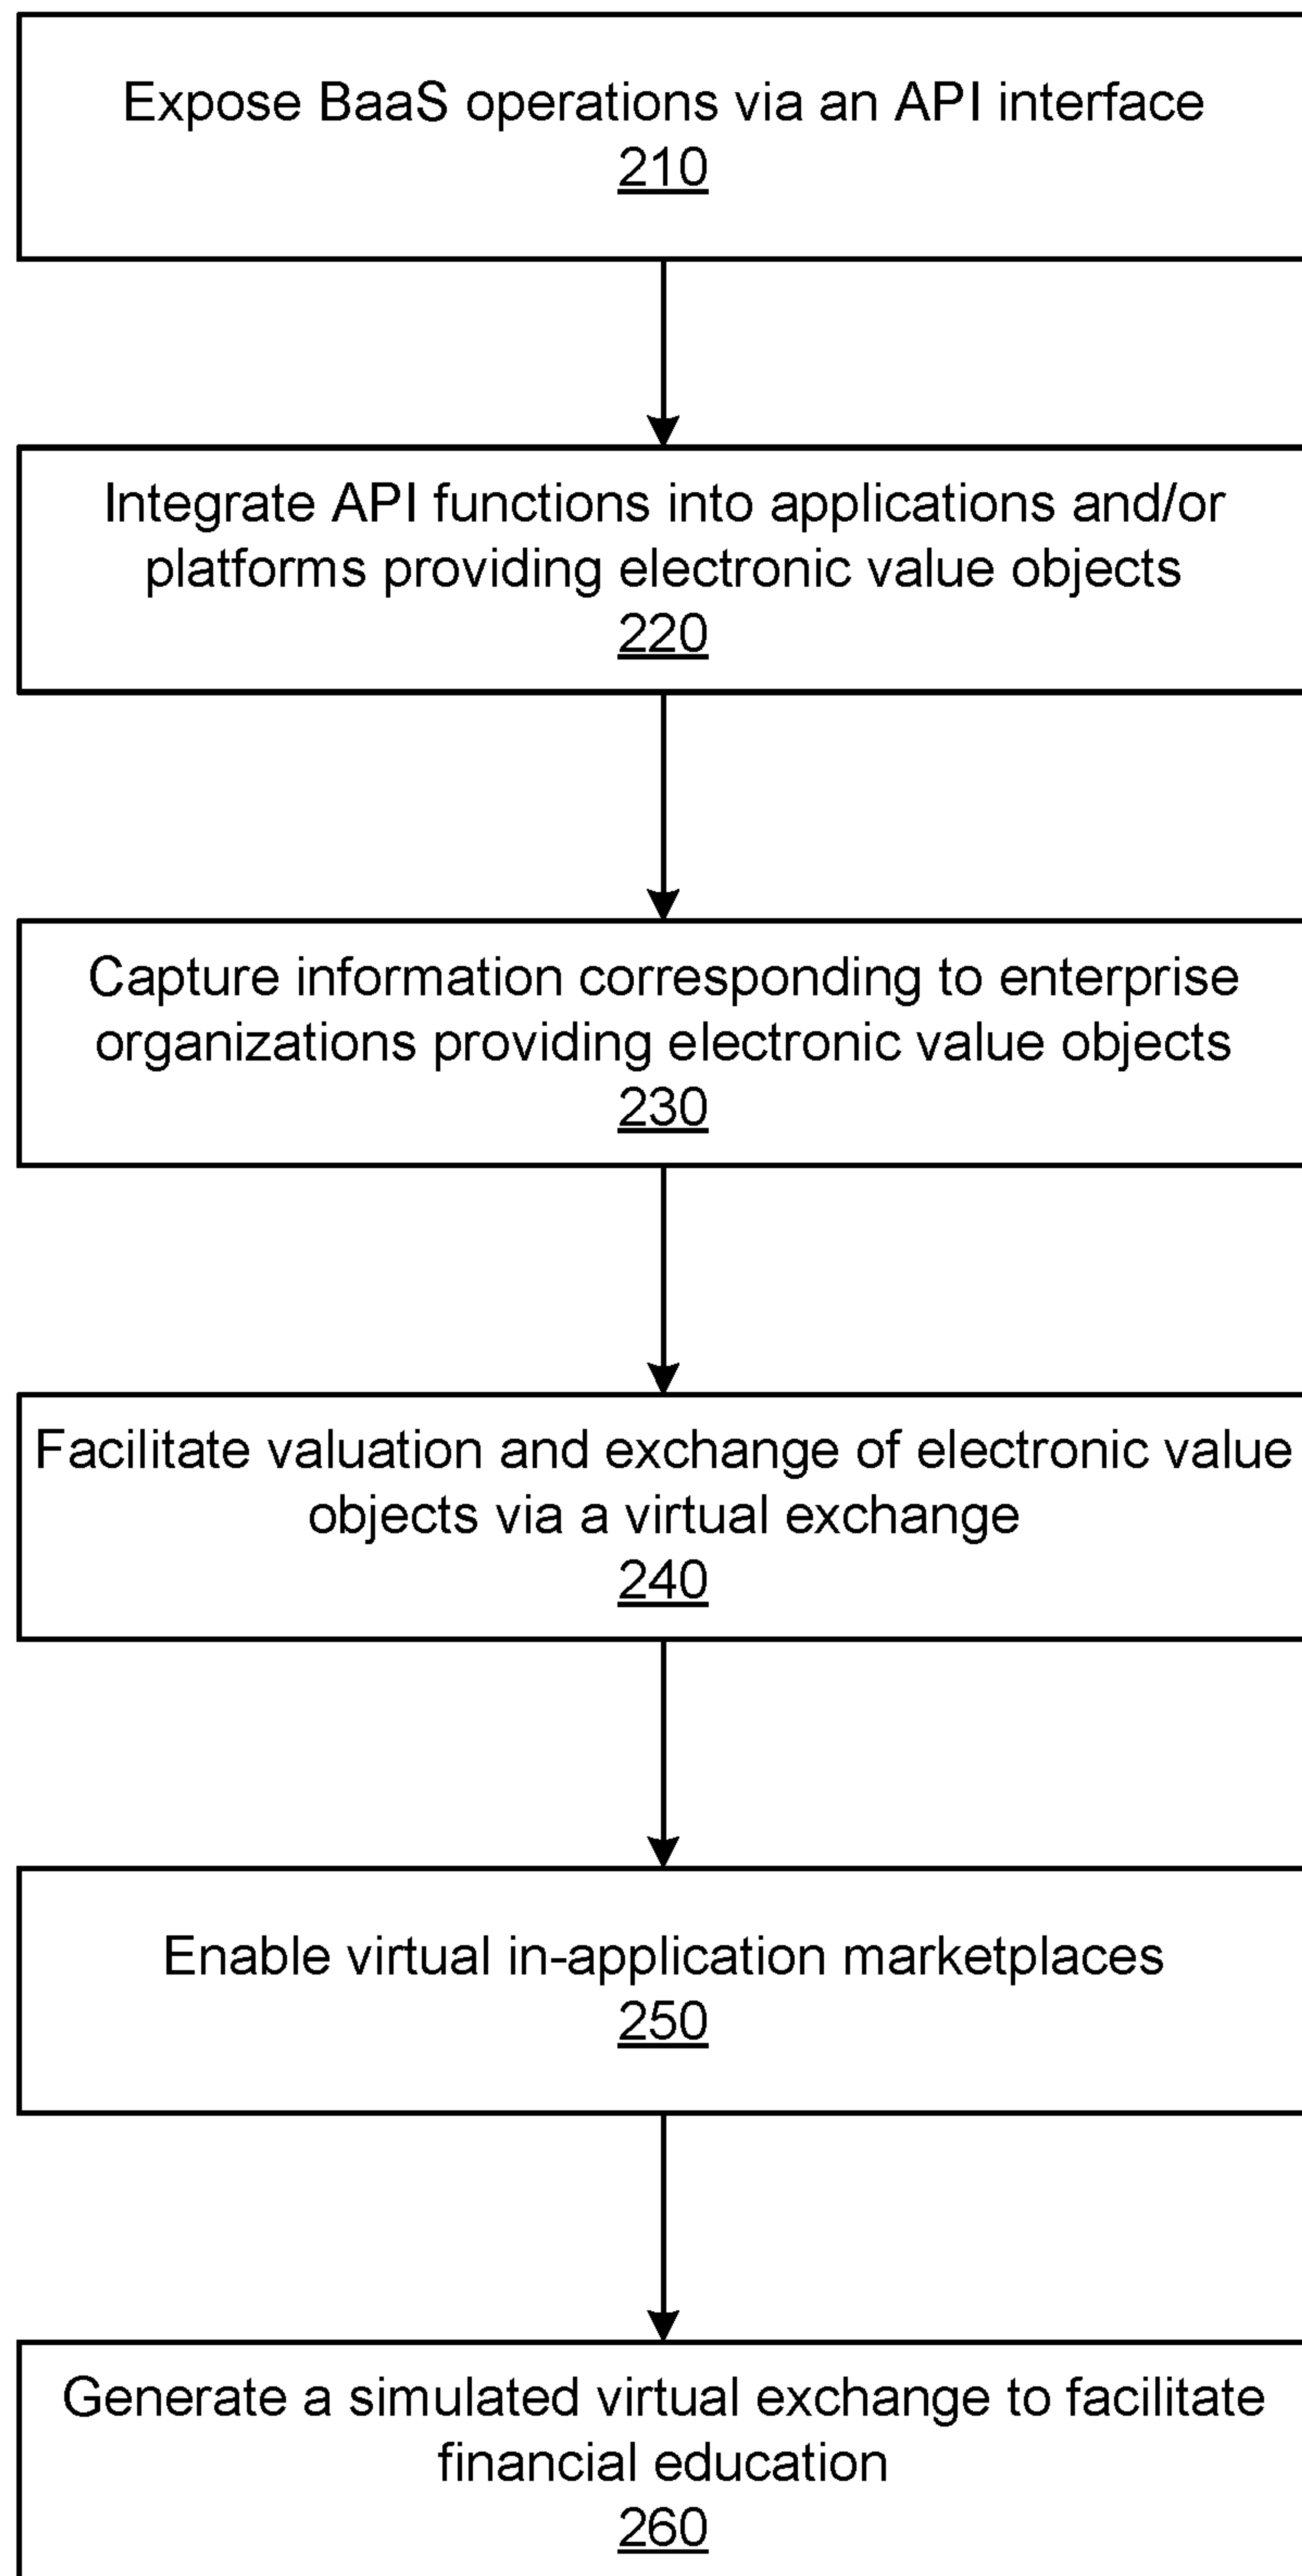 Expose BaaS operations via an API interface
210
Integrate API functions into applications and/or
platforms providing electronic value objects
220
Capture information corresponding to enterprise
organizations providing electronic value objects
230
Facilitate valuation and exchange of electronic value
objects via a virtual exchange
240
Enable virtual in-application marketplaces
250
Generate a simulated virtual exchange to facilitate
financial education
260